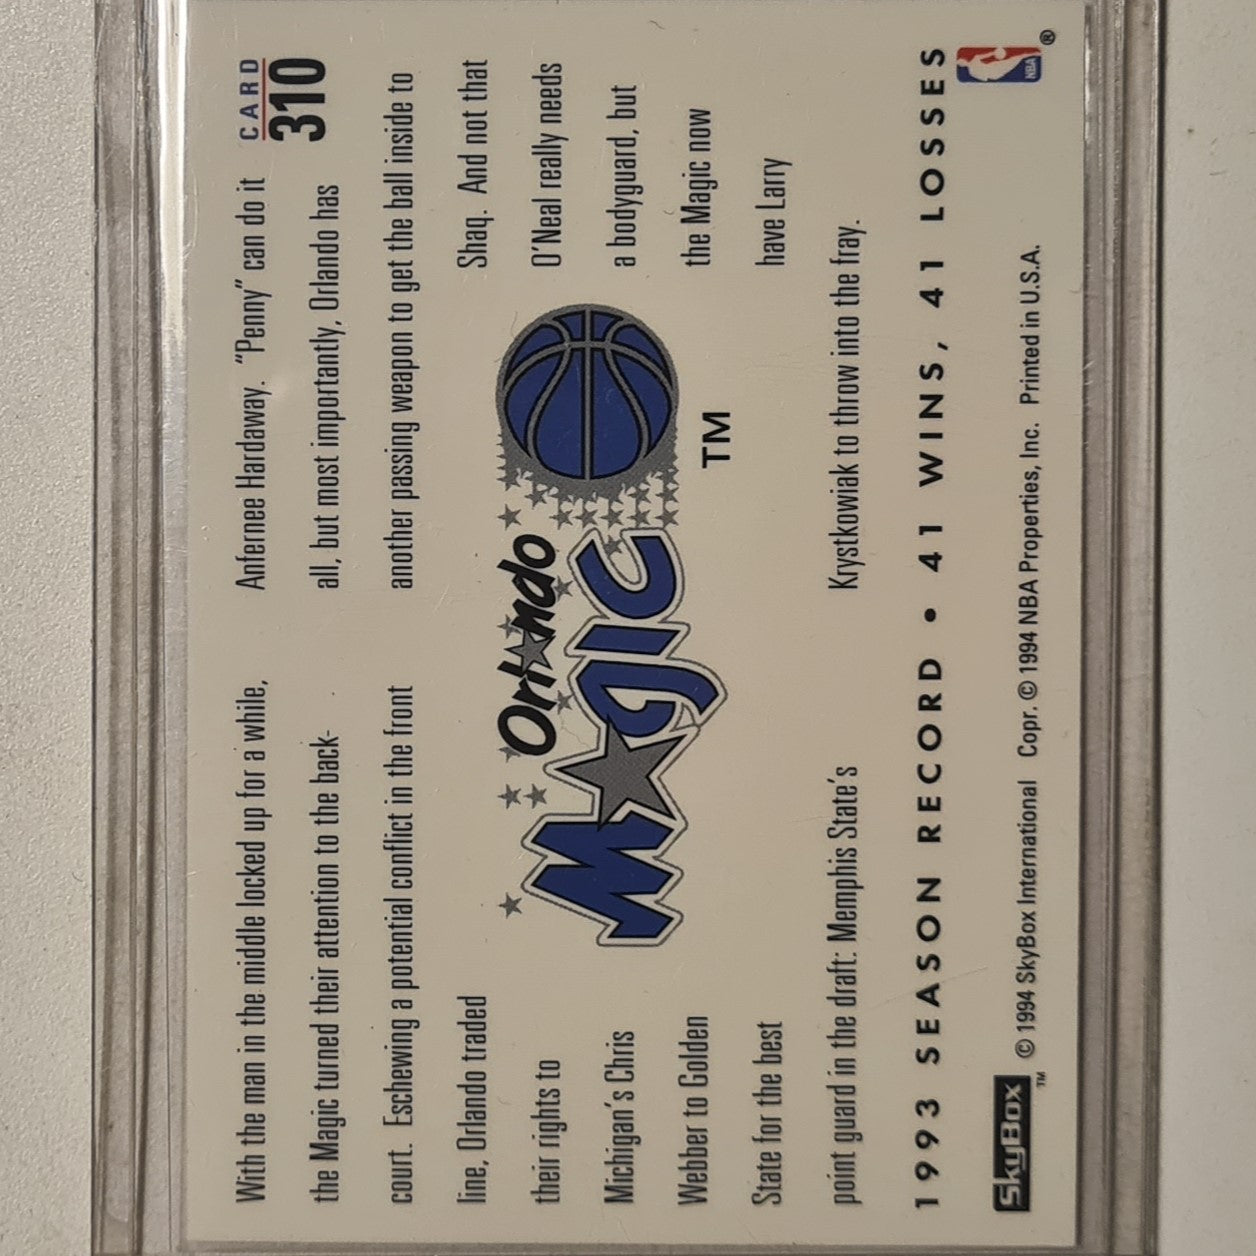 CARD
310
With the man in the middle locked up for a while,
the Magic turned their attention to the back-
court. Eschewing a potential conflict in the front
line, Orlando traded
their rights to
Michigan's Chris
Webber to Golden
State for the best
point guard in the draft: Memphis State's
Anfernee Hardaway. "Penny" can do it
all, but most importantly, Orlando has
another passing weapon to get the ball inside to
Shaq. And not that
O'Neal really needs
a bodyguard, but
the Magic now
have Larry
Krystkowiak to throw into the fray.
Orlando
Magic
TM
1993 SEASON RECORD • 41 WINS, 41 LOSSES
SkyBox TM © 1994 SkyBox International Copr. © 1994 NBA Properties, Inc. Printed in U.S.A.
NBA ®